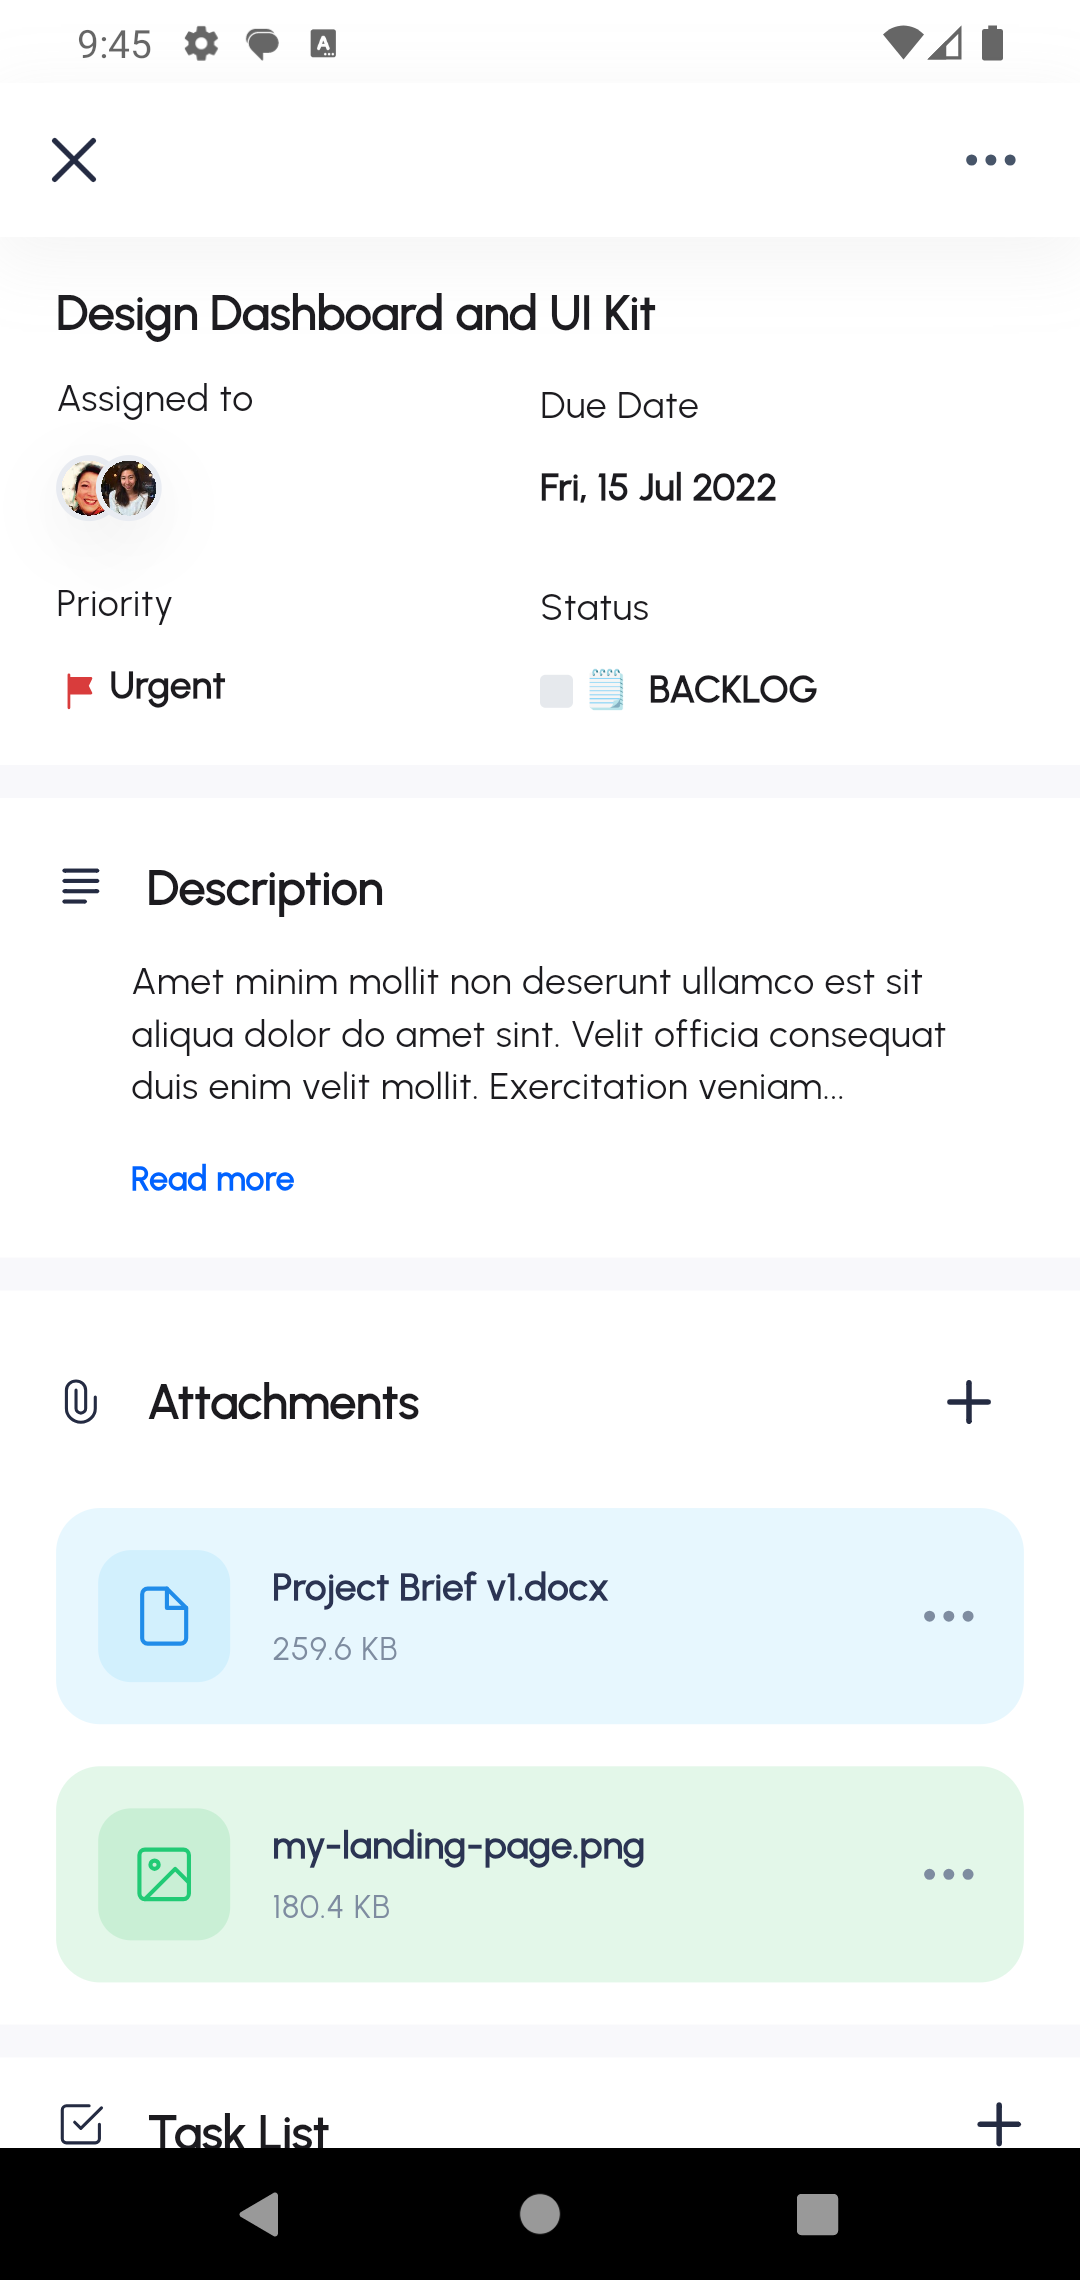 9:45
Design Dashboard and UI Kit
Assigned to
Due Date
Fri, 15 Jul 2022
Priority
Status
Urgent
BACKLOG
Description
Amet minim mollit non deserunt ullamco est sit
aliqua dolor do amet sint. Velit officia consequat
duis enim velit mollit. Exercitation veniam...
Read more
Attachments
Project Brief v1.docx
259.6 KB
my-landing-page.png
180.4 KB
Task List